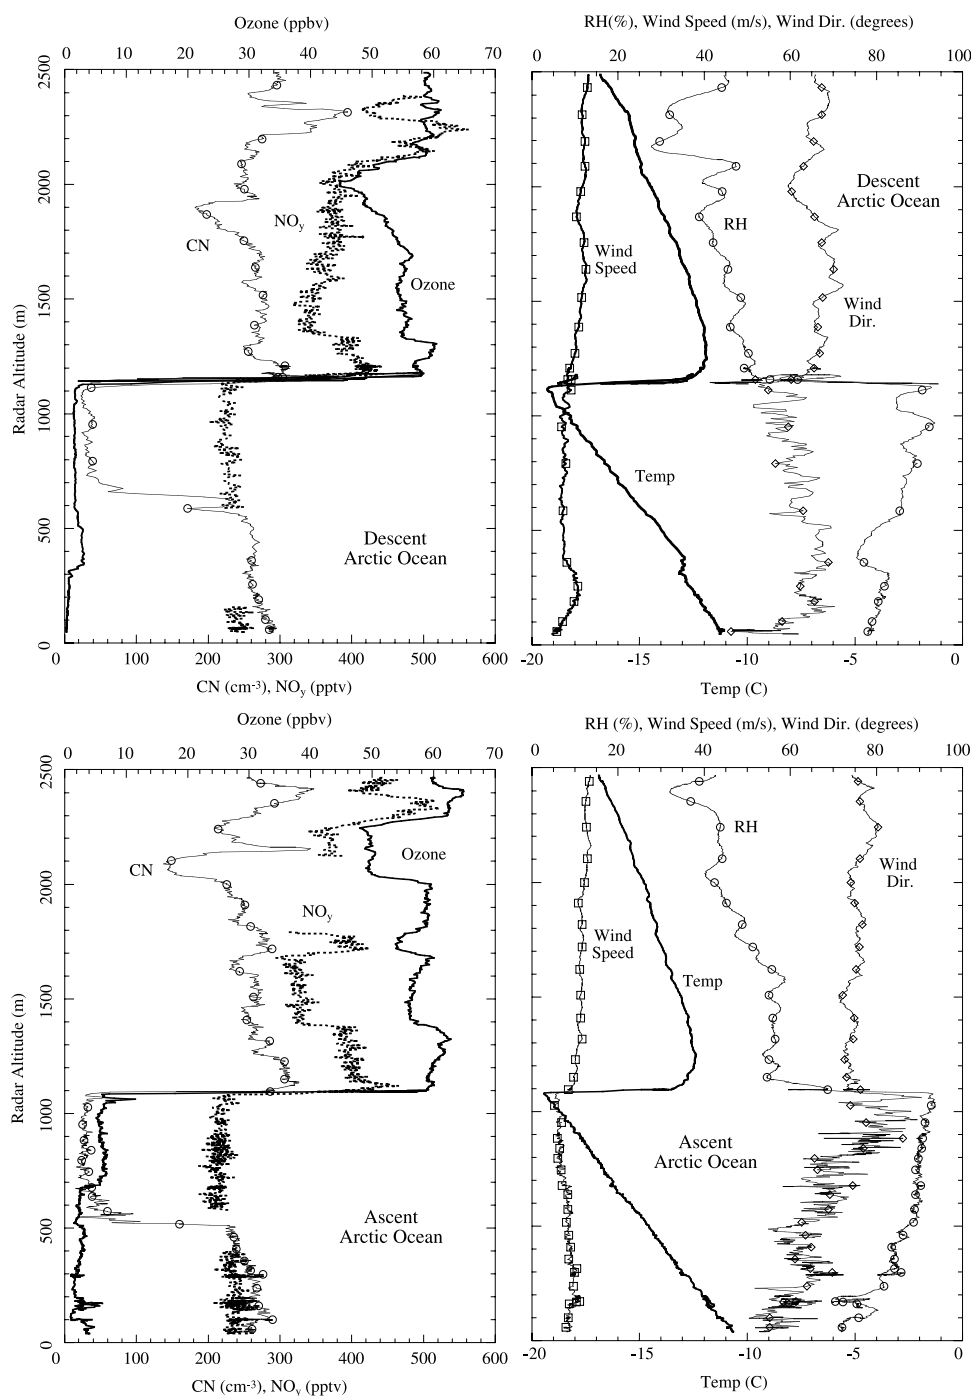 Ozone (ppbv)
0 10 20 30 40 50 60 70
RH(%), Wind Speed (m/s), Wind Dir. (degrees)
0 20 40 60 80 100
Radar Altitude (m)
2500
2000
1500
1000
500
0
CN
NOy
Ozone
Descent
Arctic Ocean
0 100 200 300 400 500 600
CN (cm-3), NOy (pptv)
Descent
Arctic Ocean
RH
Wind
Speed
Wind
Dir.
Temp
-20 -15 -10 -5 0
Temp (C)
Ozone (ppbv)
0 10 20 30 40 50 60 70
RH (%), Wind Speed (m/s), Wind Dir. (degrees)
0 20 40 60 80 100
Radar Altitude (m)
2500
2000
1500
1000
500
0
CN
Ozone
NOy
Ascent
Arctic Ocean
0 100 200 300 400 500 600
CN (cm-3), NOy (pptv)
RH
Wind
Dir.
Wind
Speed
Temp
Ascent
Arctic Ocean
-20 -15 -10 -5 0
Temp (C)